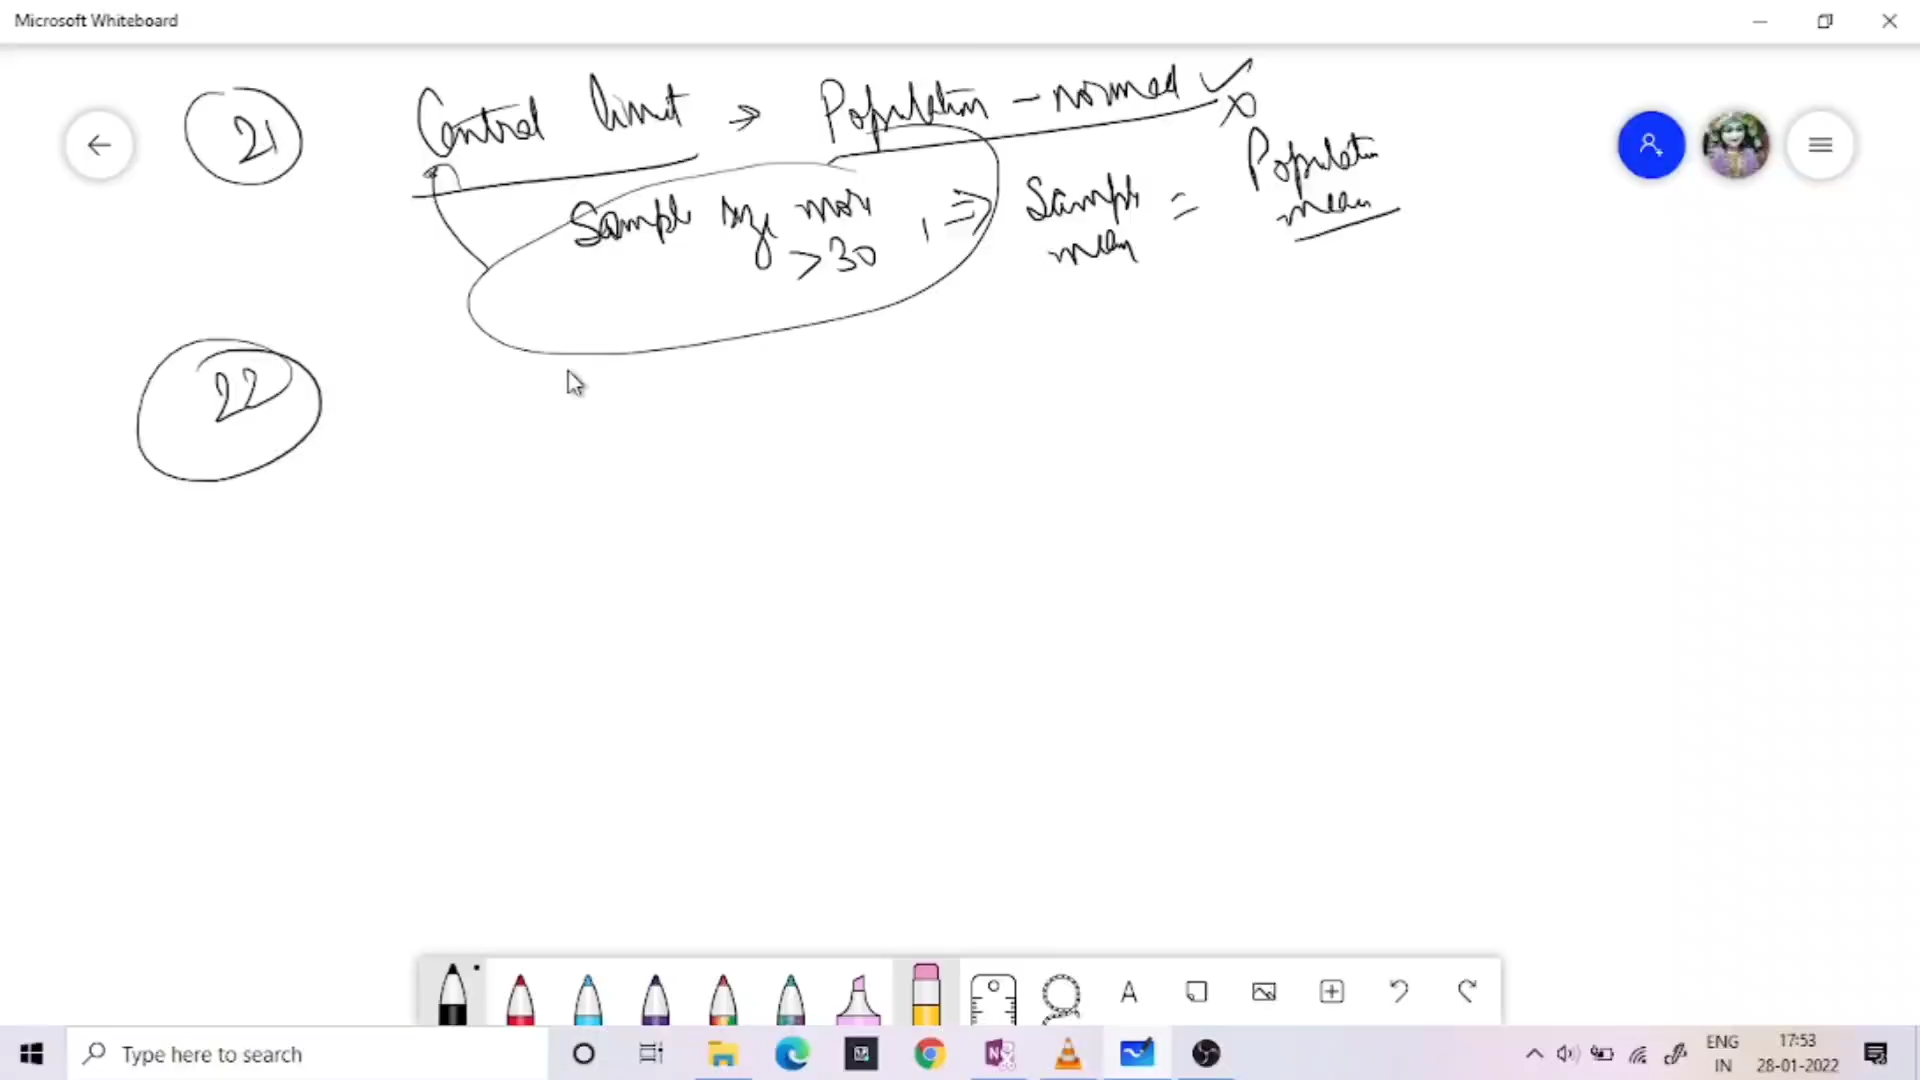 Microsoft Whiteboard
21 Central limit → Population - normal ✓ x
Sample size more , ⇒ Sample = Population
> 30 mean mean
22
A
Type here to search
ENG 17:53
IN 28-01-2022